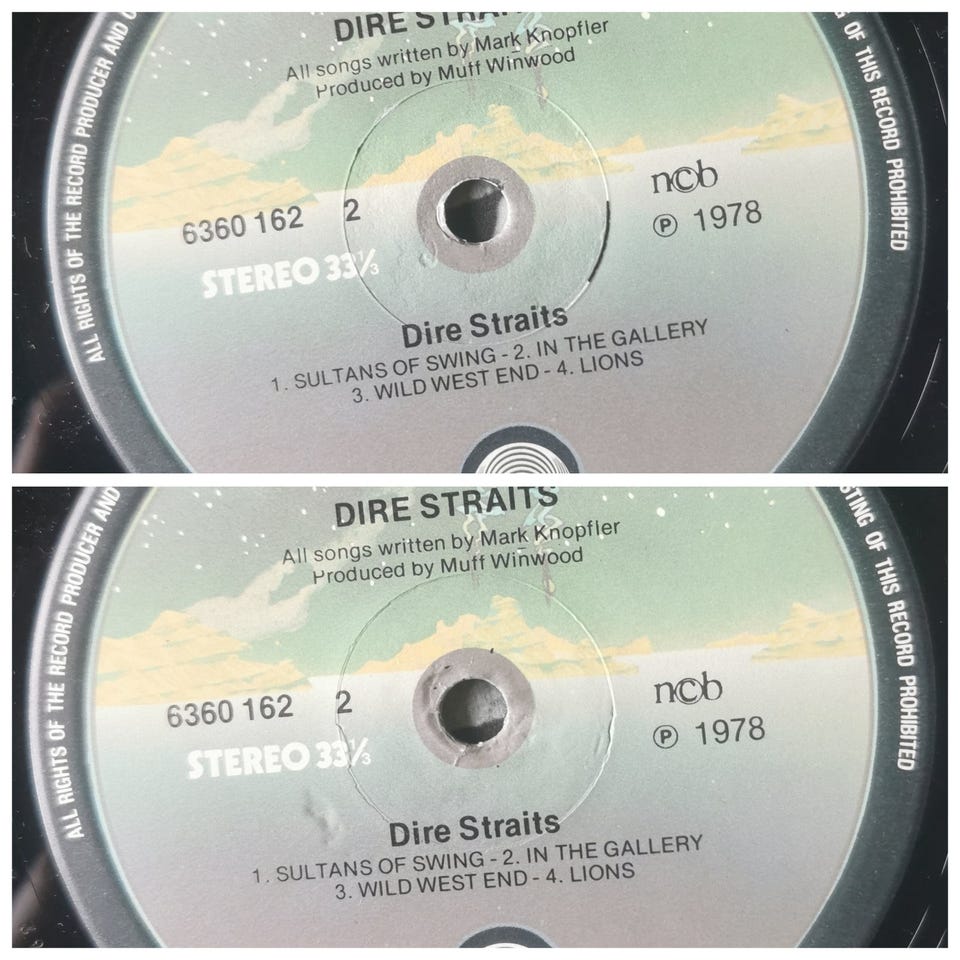 DIRE STRAITS
All songs written by Mark Knopfler
Produced by Muff Winwood
6360 162 2
ncb
Ⓟ 1978
STEREO 33⅓
Dire Straits
1. SULTANS OF SWING - 2. IN THE GALLERY
3. WILD WEST END - 4. LIONS
ALL RIGHTS OF THE RECORD PRODUCER AND
OF THIS RECORD PROHIBITED
DIRE STRAITS
All songs written by Mark Knopfler
Produced by Muff Winwood
6360 162 2
ncb
Ⓟ 1978
STEREO 33⅓
Dire Straits
1. SULTANS OF SWING - 2. IN THE GALLERY
3. WILD WEST END - 4. LIONS
ALL RIGHTS OF THE RECORD PRODUCER AND
OF THIS RECORD PROHIBITED